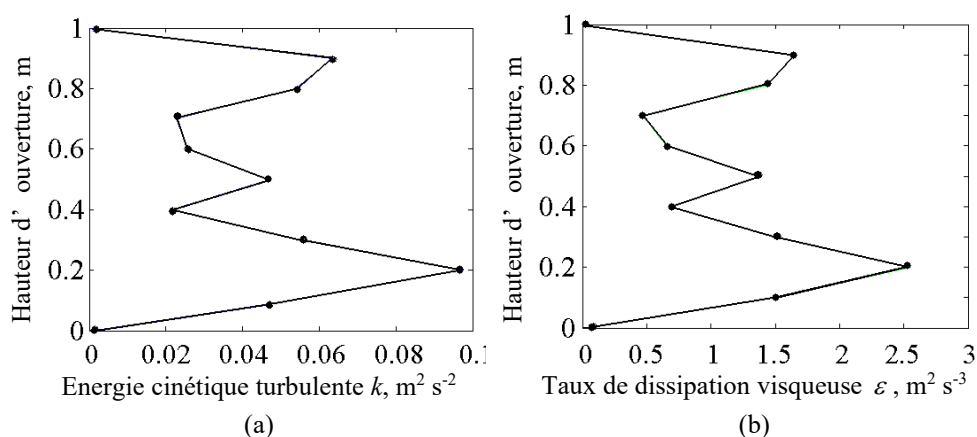 1
0.8
0.6
0.4
0.2
0
Hauteur d' ouverture, m
0 0.02 0.04 0.06 0.08 0.1
Energie cinétique turbulente k, m² s⁻²
(a)
1
0.8
0.6
0.4
0.2
0
Hauteur d' ouverture, m
0 0.5 1 1.5 2 2.5 3
Taux de dissipation visqueuse ε , m² s⁻³
(b)